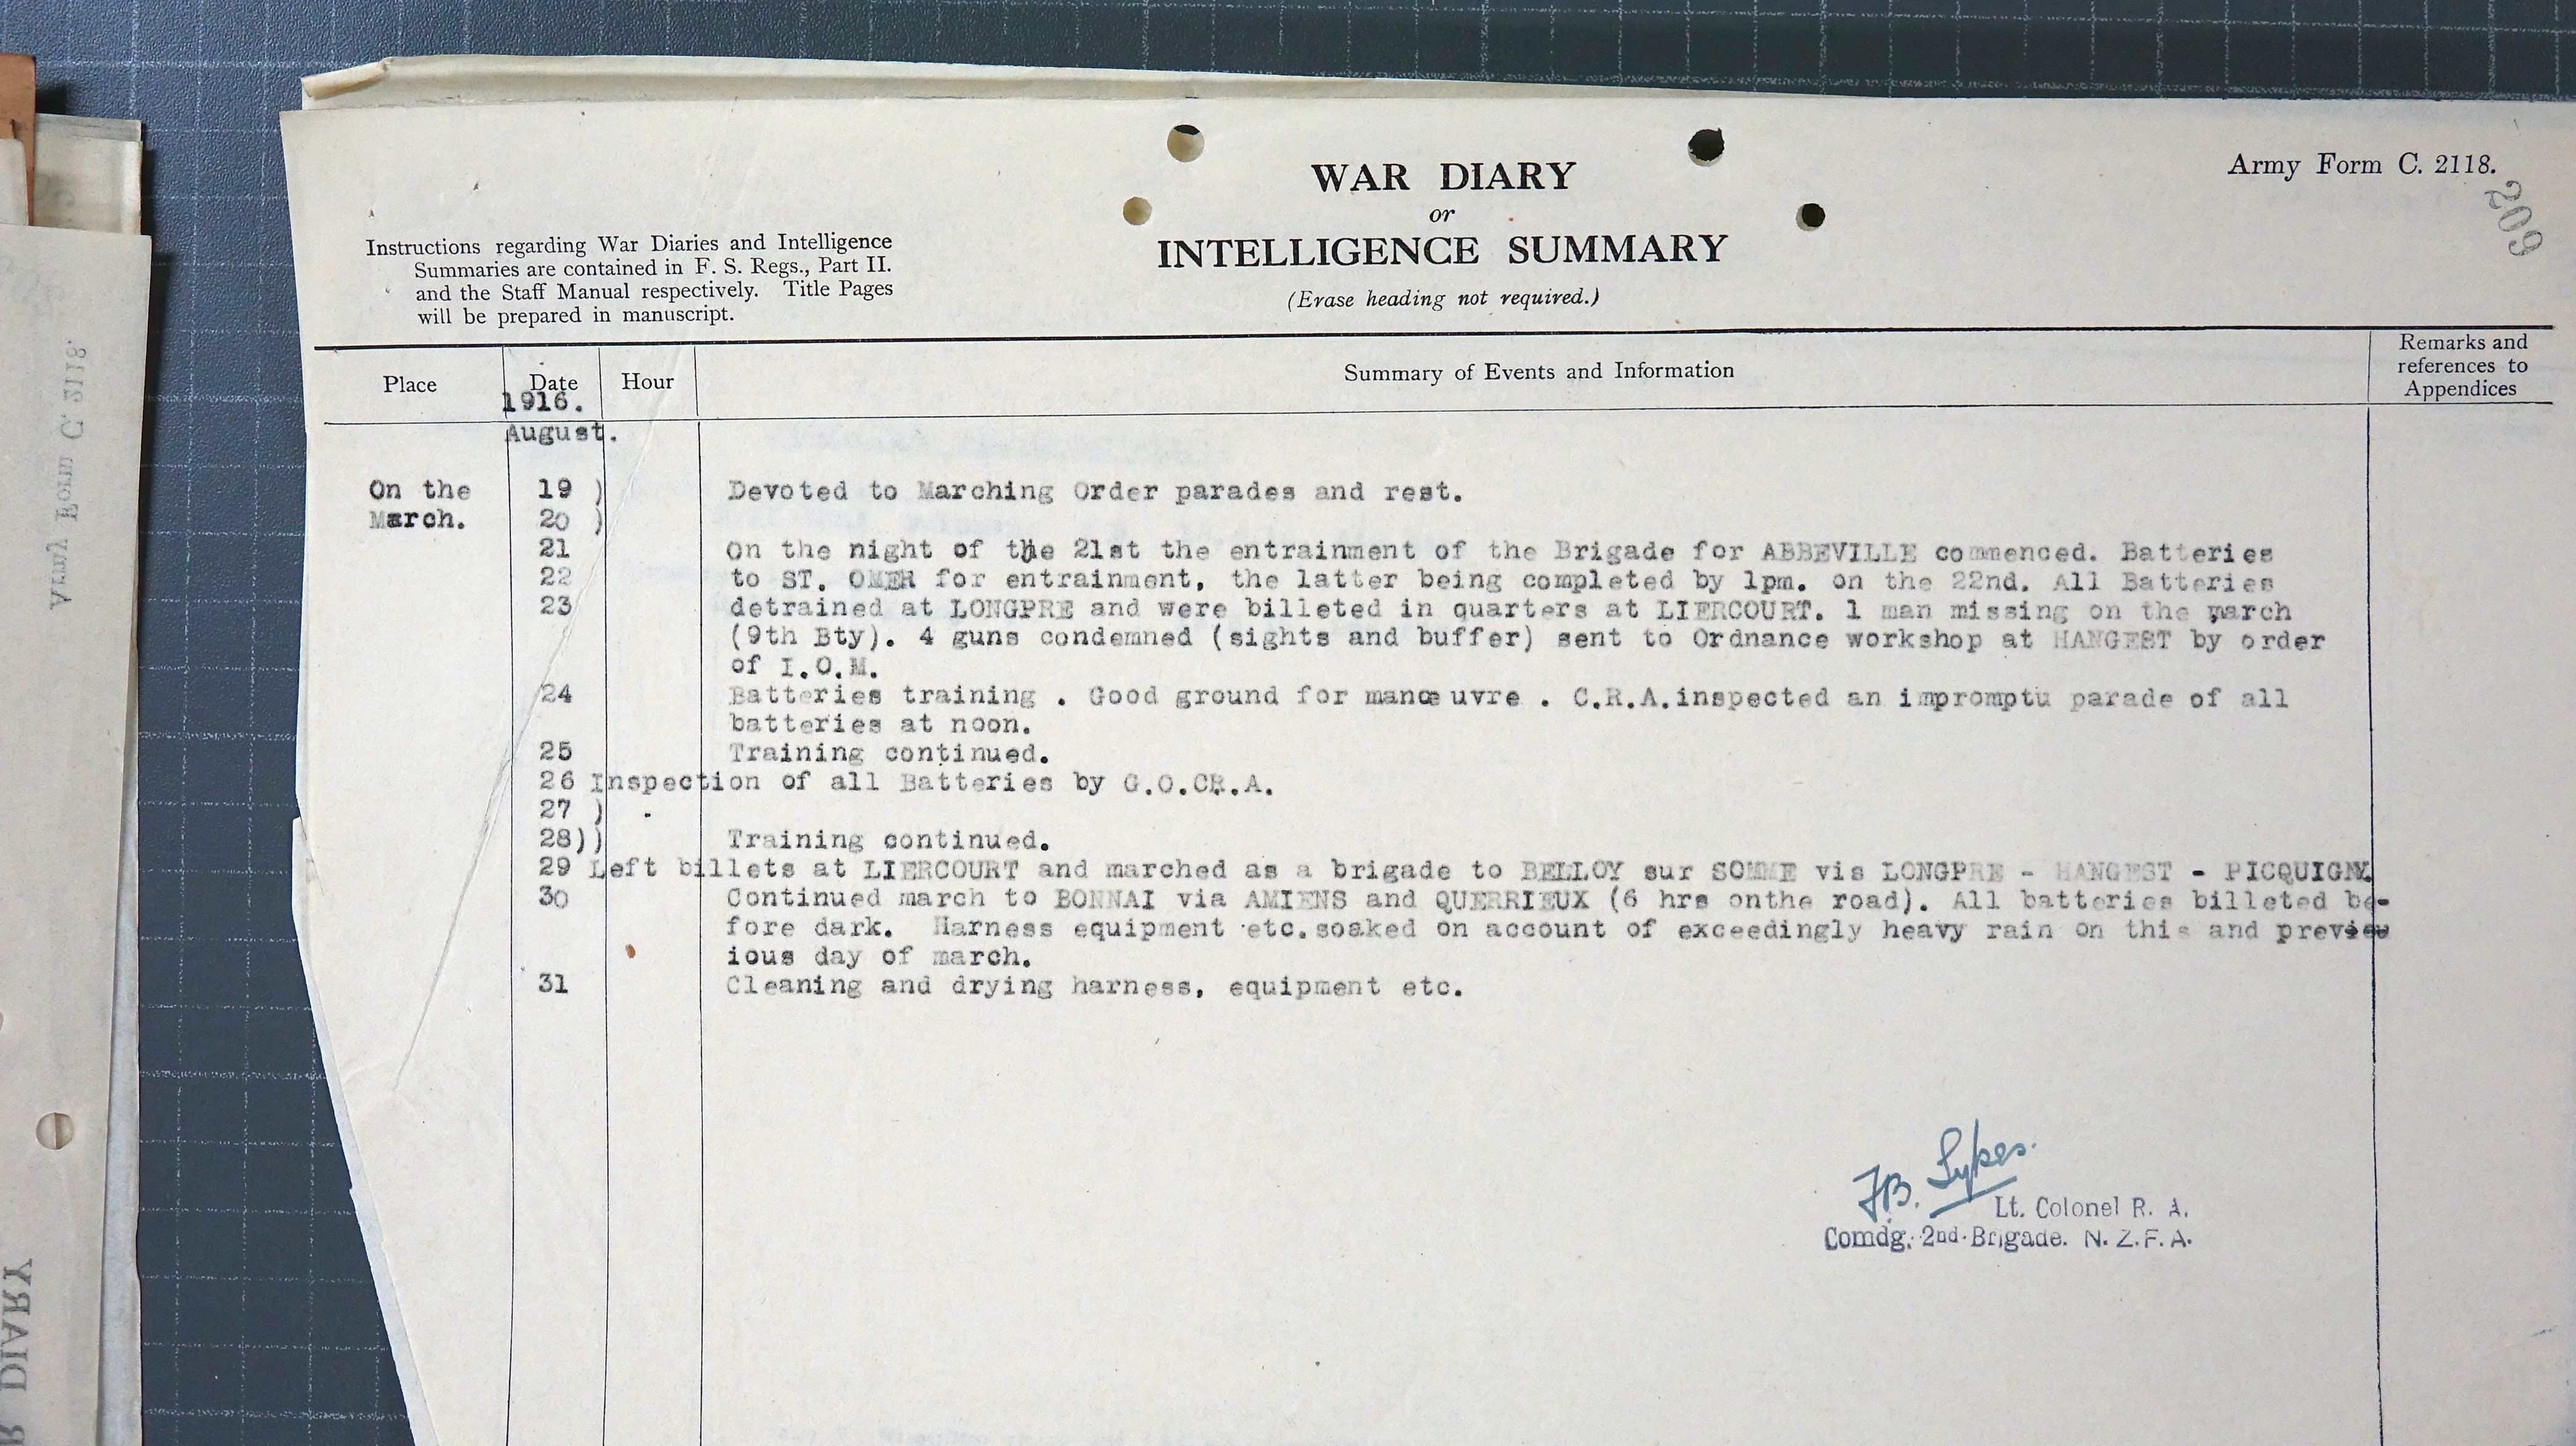 Army Form C. 2118.
209
WAR DIARY
or
INTELLIGENCE SUMMARY
(Erase heading not required.)
Instructions regarding War Diaries and Intelligence
Summaries are contained in F. S. Regs., Part II.
and the Staff Manual respectively. Title Pages
will be prepared in manuscript.
Place Date Hour Summary of Events and Information Remarks and references to Appendices
1916.
August.
On the 19 ) Devoted to Marching Order parades and rest.
March. 20 )
21 On the night of the 21st the entrainment of the Brigade for ABBEVILLE commenced. Batteries
22 to ST. OMER for entrainment, the latter being completed by 1pm. on the 22nd. All Batteries
23 detrained at LONGPRE and were billeted in quarters at LIERCOURT. 1 man missing on the march
(9th Bty). 4 guns condemned (sights and buffer) sent to Ordnance workshop at HANGEST by order
of I.O.M.
24 Batteries training . Good ground for manœuvre . C.R.A.inspected an impromptu parade of all
batteries at noon.
25 Training continued.
26 Inspection of all Batteries by G.O.CR.A.
27 ) .
28)) Training continued.
29 Left billets at LIERCOURT and marched as a brigade to BELLOY sur SOMME via LONGPRE - HANGEST - PICQUIGNY.
30 Continued march to BONNAI via AMIENS and QUERRIEUX (6 hrs onthe road). All batteries billeted be-
fore dark. Harness equipment etc.soaked on account of exceedingly heavy rain on this and previou
ious day of march.
31 Cleaning and drying harness, equipment etc.
F.B. Sykes.
Lt. Colonel R. A.
Comdg. 2nd. Brigade. N. Z. F. A.
Army Form C. 2118.
DIARY